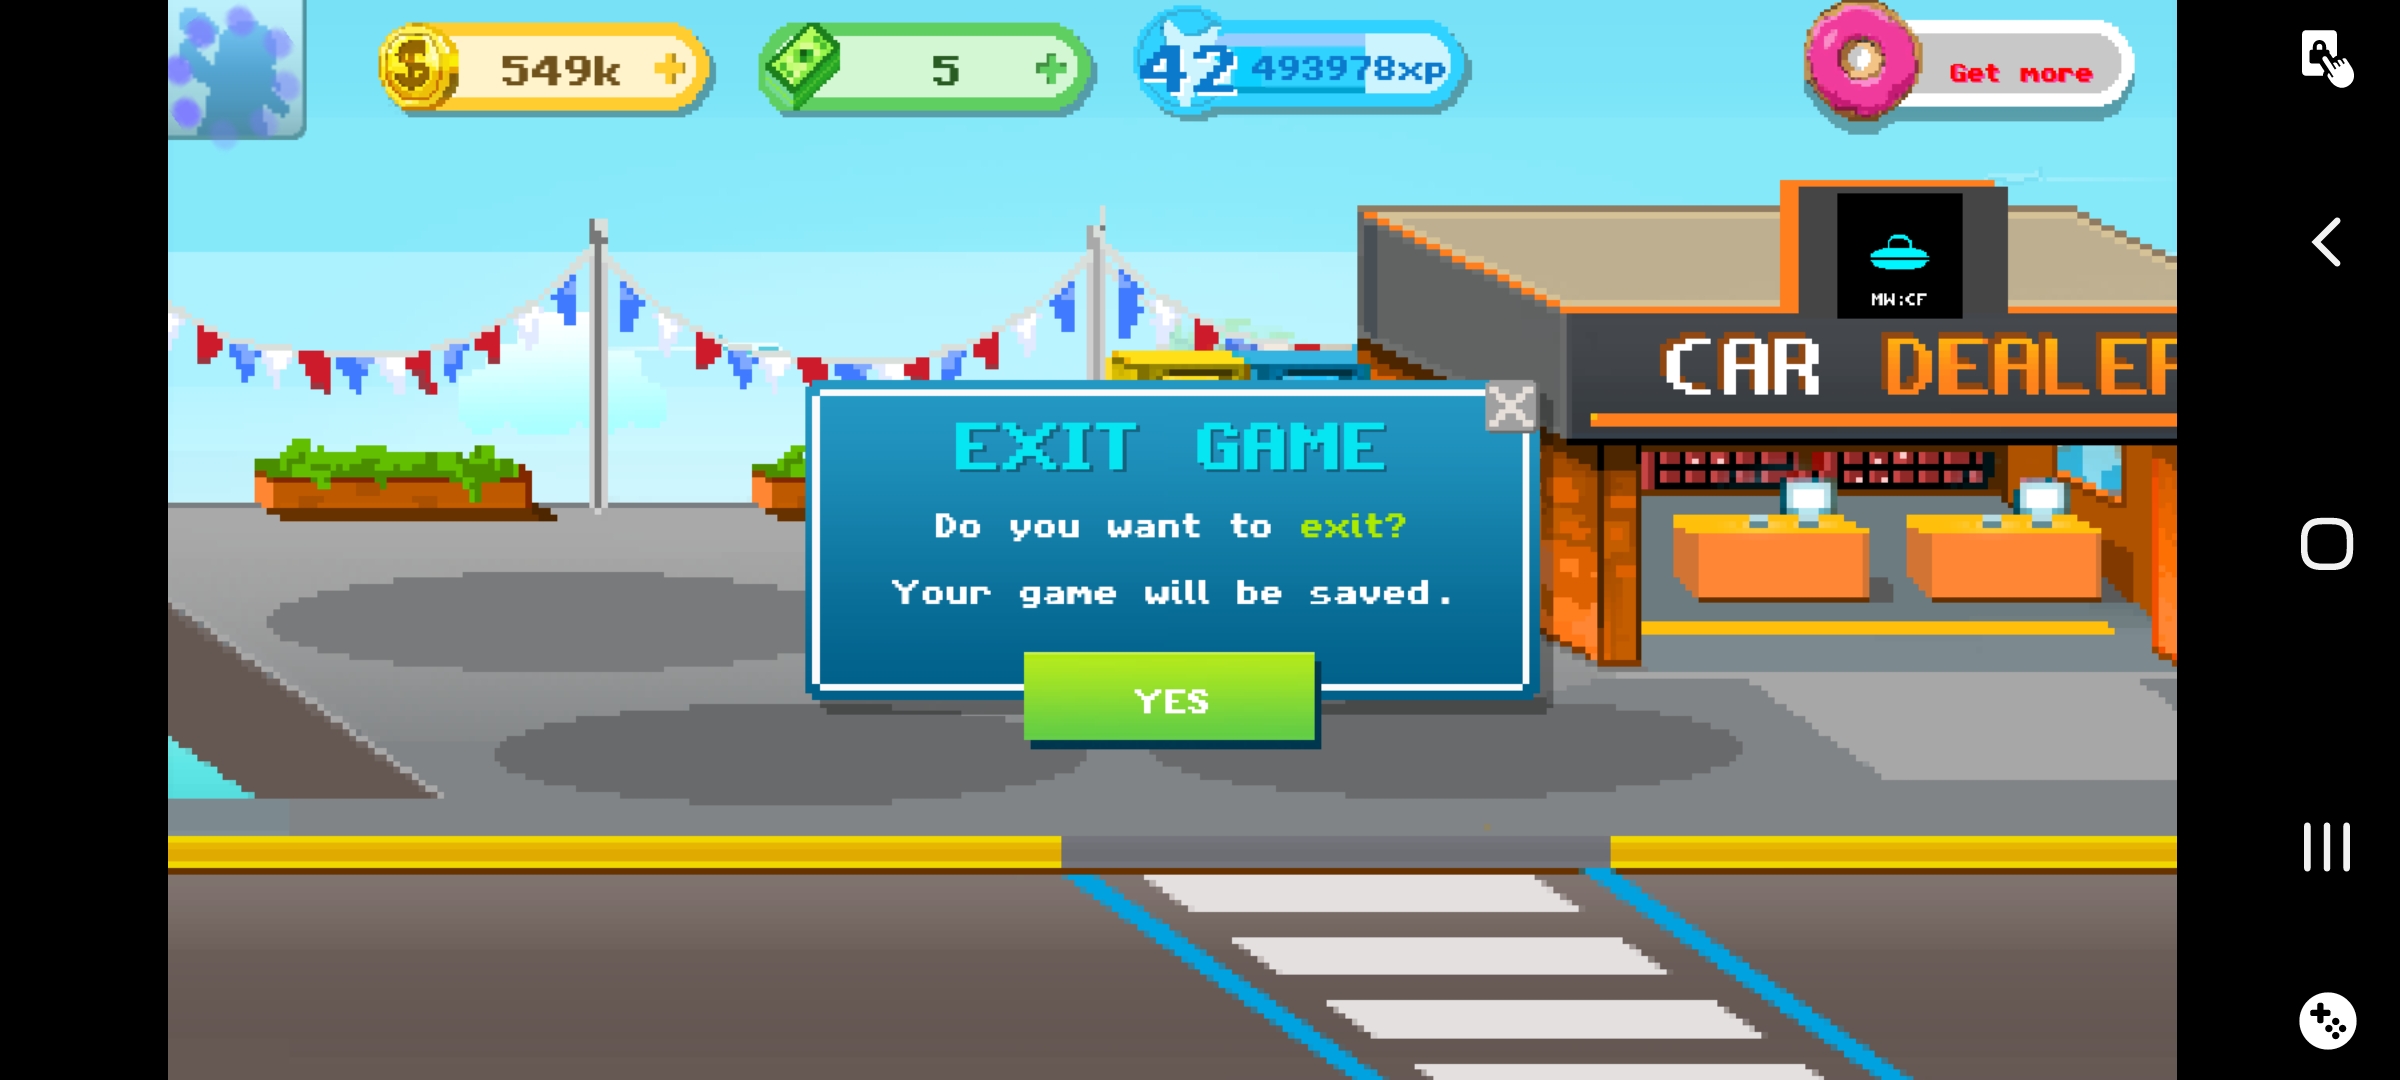 549k
5
42 493978xp
Get more
MW:CF
CAR DEALER
EXIT GAME
Do you want to exit?
Your game will be saved.
YES